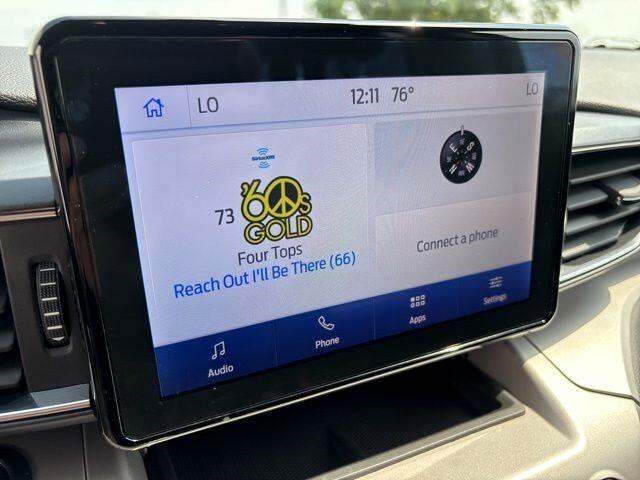 LO
12:11 76°
LO
SiriusXM
73
'60s
GOLD
Four Tops
Reach Out I'll Be There (66)
E S
N W
Connect a phone
Audio
Phone
Apps
Settings